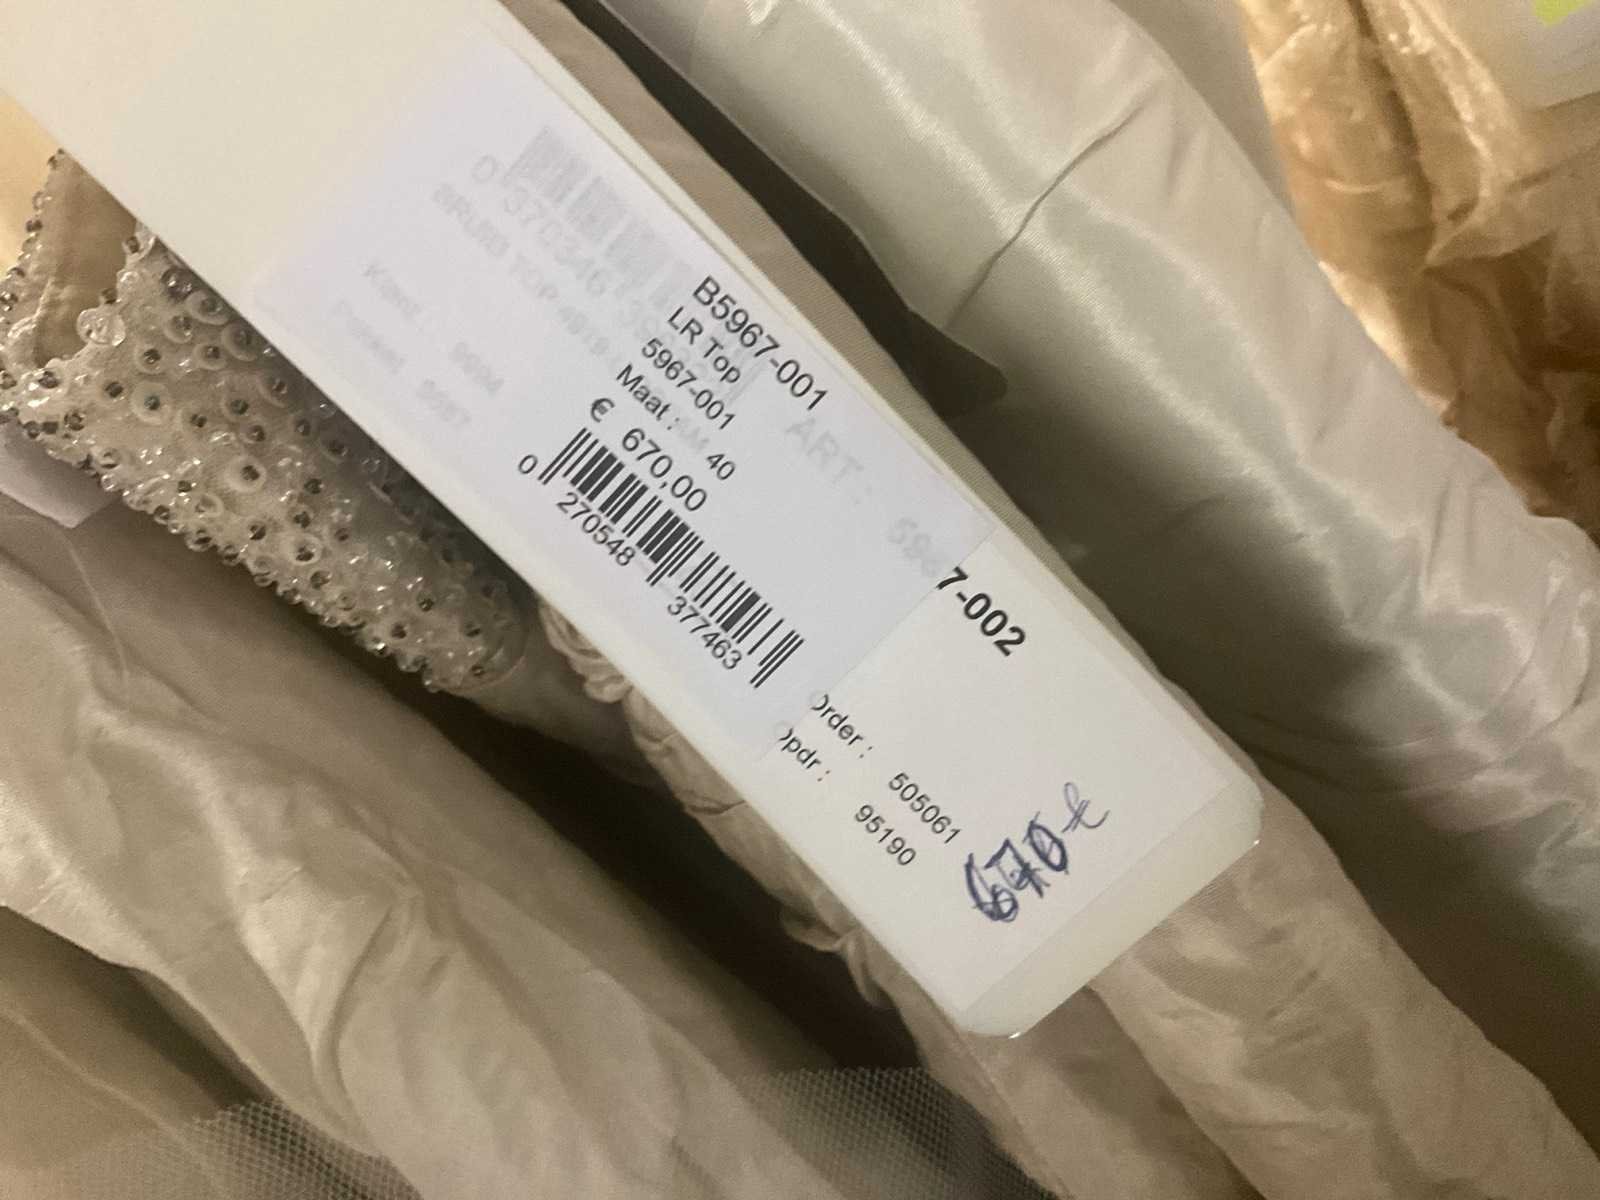 B5967-001
LR Top
5967-001
Maat : 40
€ 670,00
0 270548 377463
ART : 5967-002
Order : 505061
Opdr : 95190
670 €